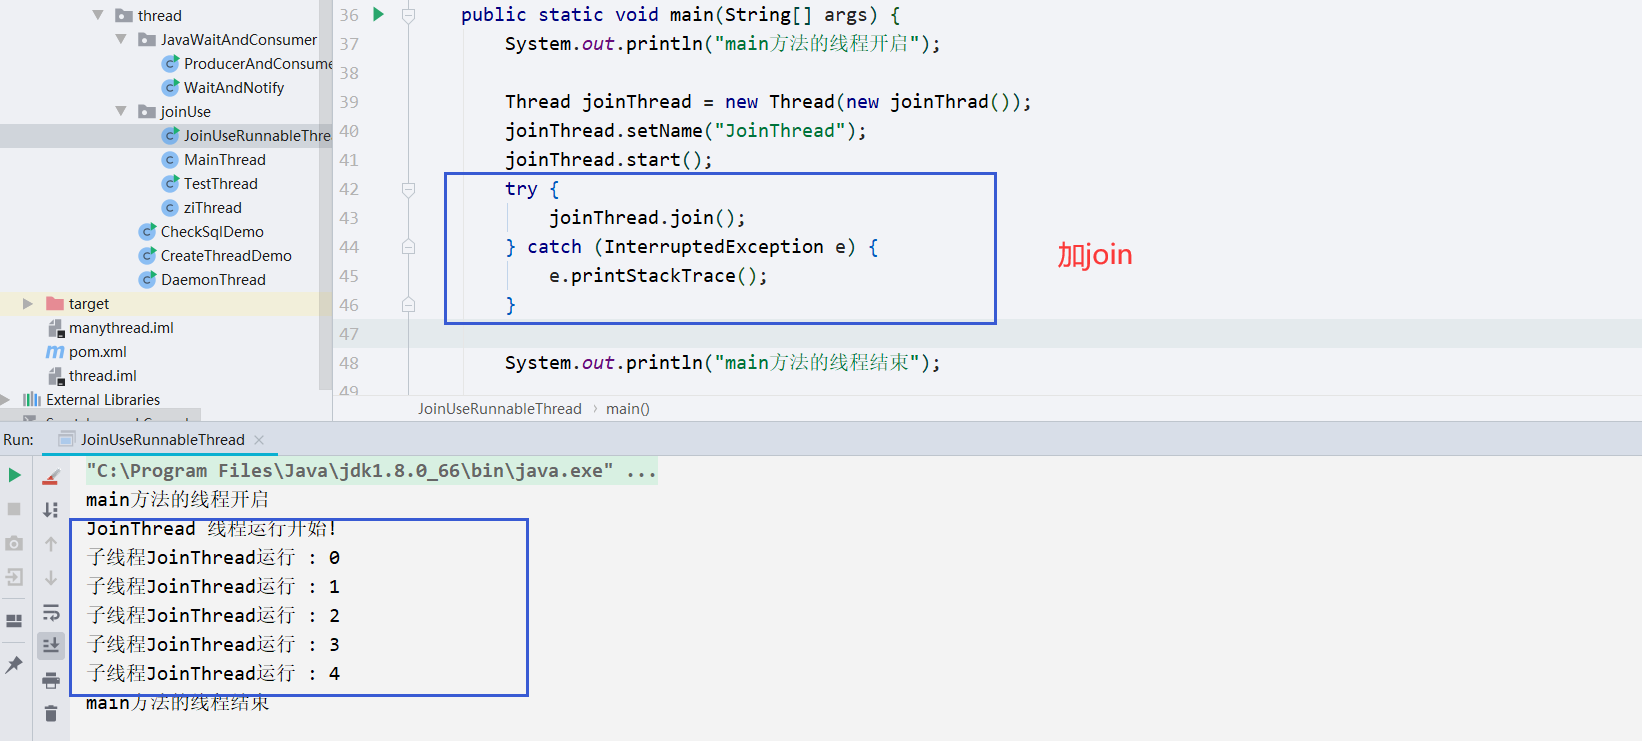 thread
JavaWaitAndConsumer
ProducerAndConsume
WaitAndNotify
joinUse
JoinUseRunnableThre
MainThread
TestThread
ziThread
CheckSqlDemo
CreateThreadDemo
DaemonThread
target
manythread.iml
pom.xml
thread.iml
External Libraries
36 public static void main(String[] args) {
37 System.out.println("main方法的线程开启");
38
39 Thread joinThread = new Thread(new joinThrad());
40 joinThread.setName("JoinThread");
41 joinThread.start();
42 try {
43 joinThread.join();
44 } catch (InterruptedException e) {
45 e.printStackTrace();
46 }
47
48 System.out.println("main方法的线程结束");
49
加join
JoinUseRunnableThread › main()
Run: JoinUseRunnableThread ×
"C:\Program Files\Java\jdk1.8.0_66\bin\java.exe" ...
main方法的线程开启
JoinThread 线程运行开始!
子线程JoinThread运行 : 0
子线程JoinThread运行 : 1
子线程JoinThread运行 : 2
子线程JoinThread运行 : 3
子线程JoinThread运行 : 4
main方法的线程结束